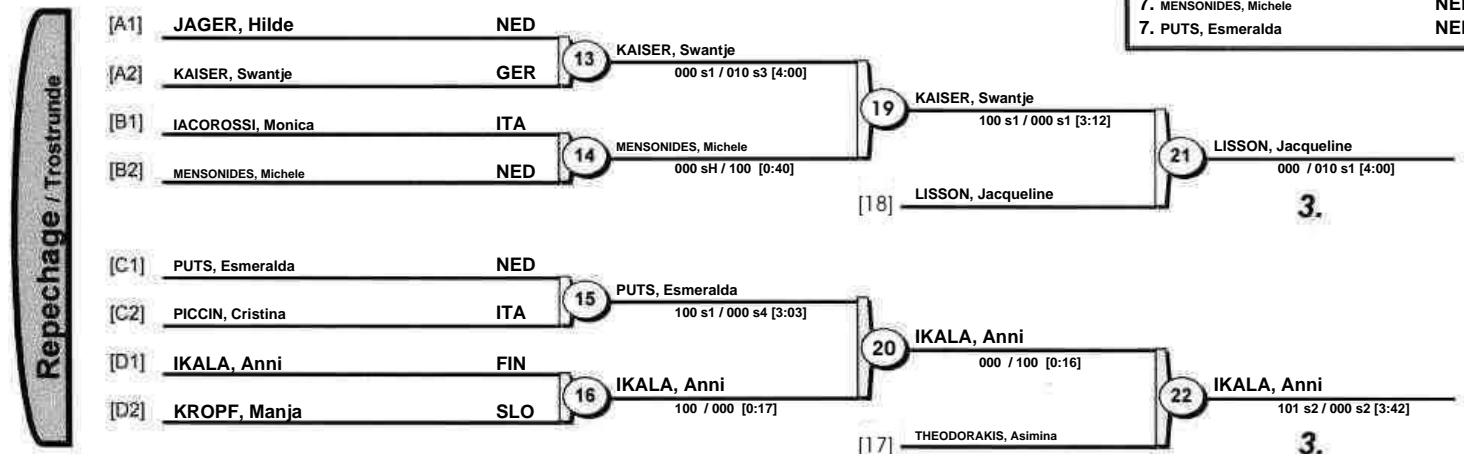 7. MENSONIDES, Michele NED
7. PUTS, Esmeralda NED
Repechage / Trostrunde
[A1] JAGER, Hilde NED
[A2] KAISER, Swantje GER
13 KAISER, Swantje
000 s1 / 010 s3 [4:00]
[B1] IACOROSSI, Monica ITA
[B2] MENSONIDES, Michele NED
14 MENSONIDES, Michele
000 sH / 100 [0:40]
19 KAISER, Swantje
100 s1 / 000 s1 [3:12]
[18] LISSON, Jacqueline
21 LISSON, Jacqueline
000 / 010 s1 [4:00]
3.
[C1] PUTS, Esmeralda NED
[C2] PICCIN, Cristina ITA
15 PUTS, Esmeralda
100 s1 / 000 s4 [3:03]
[D1] IKALA, Anni FIN
[D2] KROPF, Manja SLO
16 IKALA, Anni
100 / 000 [0:17]
20 IKALA, Anni
000 / 100 [0:16]
[17] THEODORAKIS, Asimina
22 IKALA, Anni
101 s2 / 000 s2 [3:42]
3.